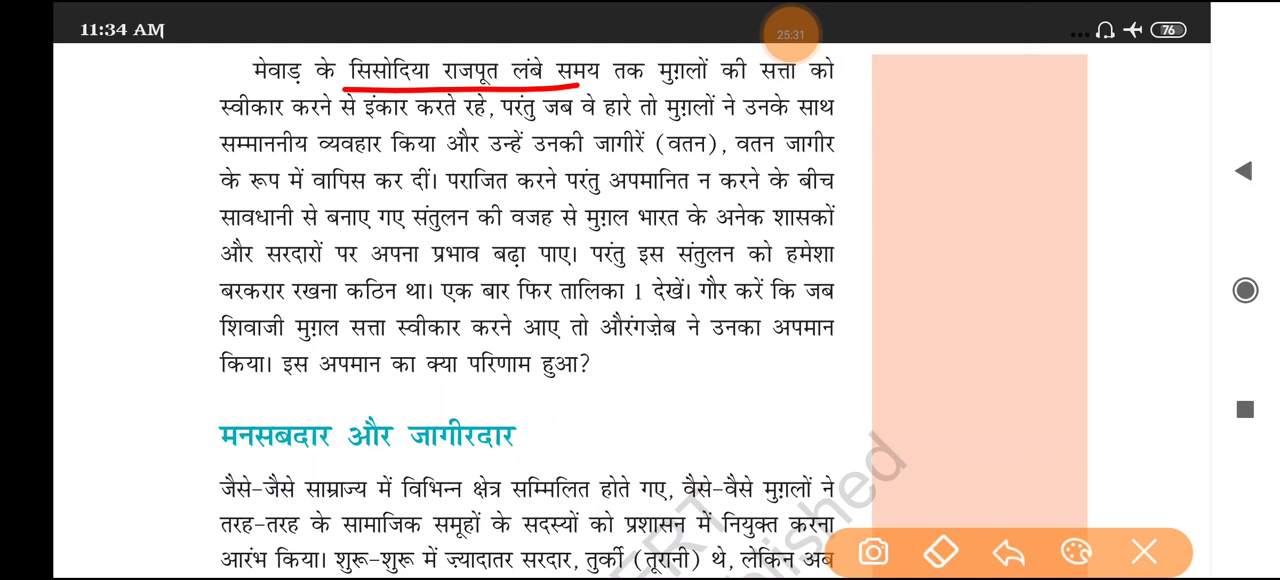 11:34 AM
25:31
76
मेवाड़ के सिसोदिया राजपूत लंबे समय तक मुग़लों की सत्ता को
स्वीकार करने से इंकार करते रहे, परंतु जब वे हारे तो मुग़लों ने उनके साथ
सम्माननीय व्यवहार किया और उन्हें उनकी जागीरें (वतन), वतन जागीर
के रूप में वापिस कर दीं। पराजित करने परंतु अपमानित न करने के बीच
सावधानी से बनाए गए संतुलन की वजह से मुग़ल भारत के अनेक शासकों
और सरदारों पर अपना प्रभाव बढ़ा पाए। परंतु इस संतुलन को हमेशा
बरकरार रखना कठिन था। एक बार फिर तालिका 1 देखें। गौर करें कि जब
शिवाजी मुग़ल सत्ता स्वीकार करने आए तो औरंगज़ेब ने उनका अपमान
किया। इस अपमान का क्या परिणाम हुआ?
मनसबदार और जागीरदार
जैसे-जैसे साम्राज्य में विभिन्न क्षेत्र सम्मिलित होते गए, वैसे-वैसे मुग़लों ने
तरह-तरह के सामाजिक समूहों के सदस्यों को प्रशासन में नियुक्त करना
आरंभ किया। शुरू-शुरू में ज़्यादातर सरदार, तुर्की (तूरानी) थे, लेकिन अब